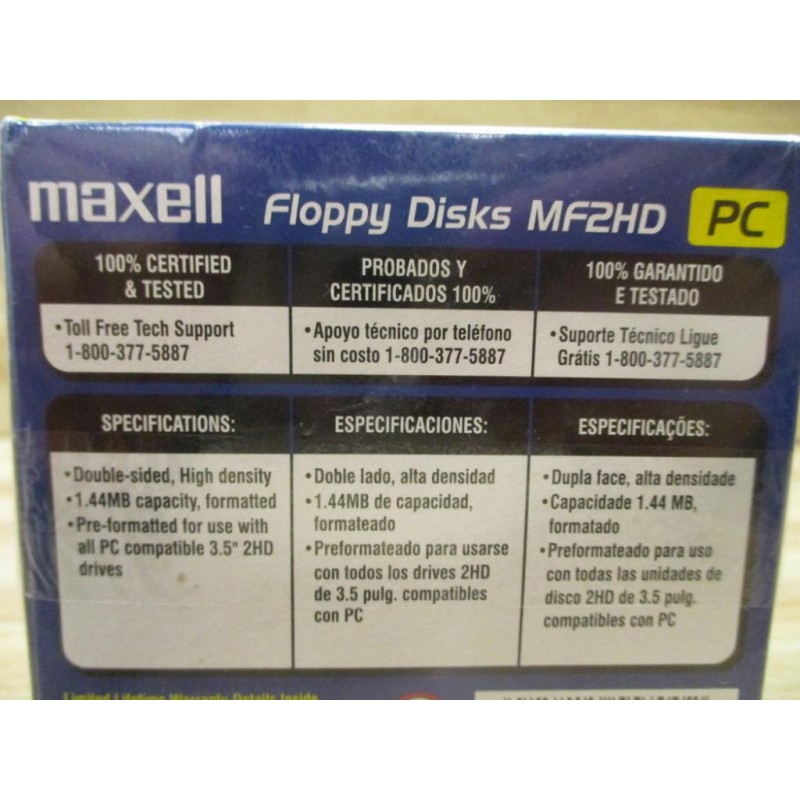 maxell Floppy Disks MF2HD PC
100% CERTIFIED
& TESTED
•Toll Free Tech Support
1-800-377-5887
PROBADOS Y
CERTIFICADOS 100%
•Apoyo técnico por teléfono
sin costo 1-800-377-5887
100% GARANTIDO
E TESTADO
•Suporte Técnico Ligue
Grátis 1-800-377-5887
SPECIFICATIONS:
•Double-sided, High density
•1.44MB capacity, formatted
•Pre-formatted for use with
all PC compatible 3.5" 2HD
drives
ESPECIFICACIONES:
•Doble lado, alta densidad
•1.44MB de capacidad,
formateado
•Preformateado para usarse
con todos los drives 2HD
de 3.5 pulg. compatibles
con PC
ESPECIFICAÇÕES:
•Dupla face, alta densidade
•Capacidade 1.44 MB,
formatado
•Preformateado para uso
con todas las unidades de
disco 2HD de 3.5 pulg.
compatibles con PC
Limited Lifetime Warranty Details Inside